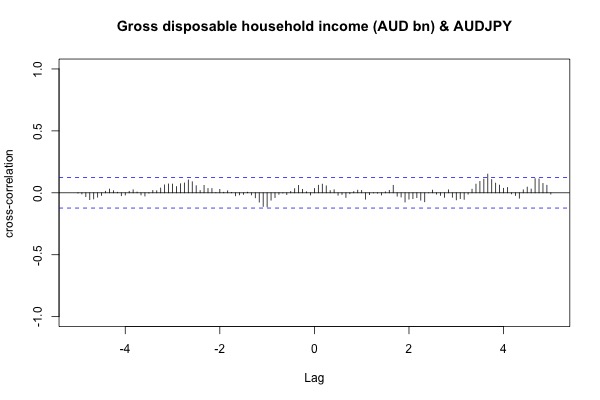 Gross disposable household income (AUD bn) & AUDJPY
cross-correlation
1.0
0.5
0.0
-0.5
-1.0
-4 -2 0 2 4
Lag